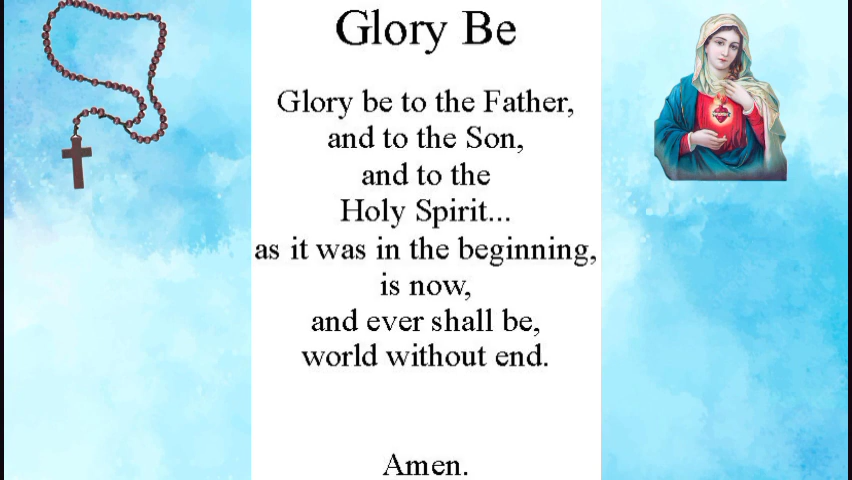 Glory Be
Glory be to the Father,
and to the Son,
and to the
Holy Spirit...
as it was in the beginning,
is now,
and ever shall be,
world without end.
Amen.